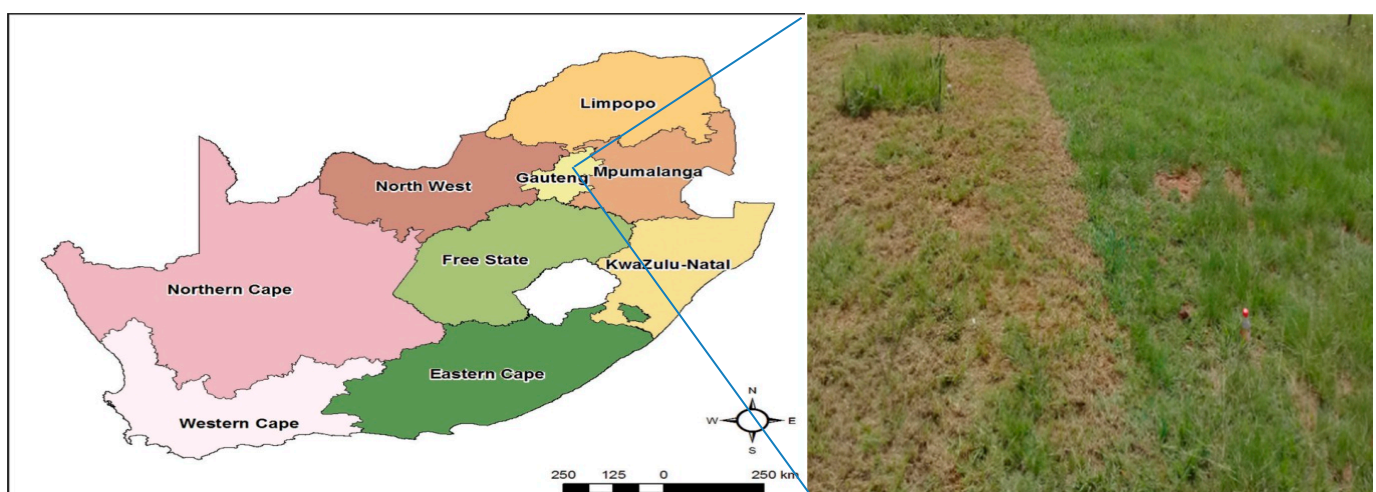 Limpopo
North West
Gauteng
Mpumalanga
Free State
KwaZulu-Natal
Northern Cape
Eastern Cape
Western Cape
N
W E
S
250 125 0 250 km